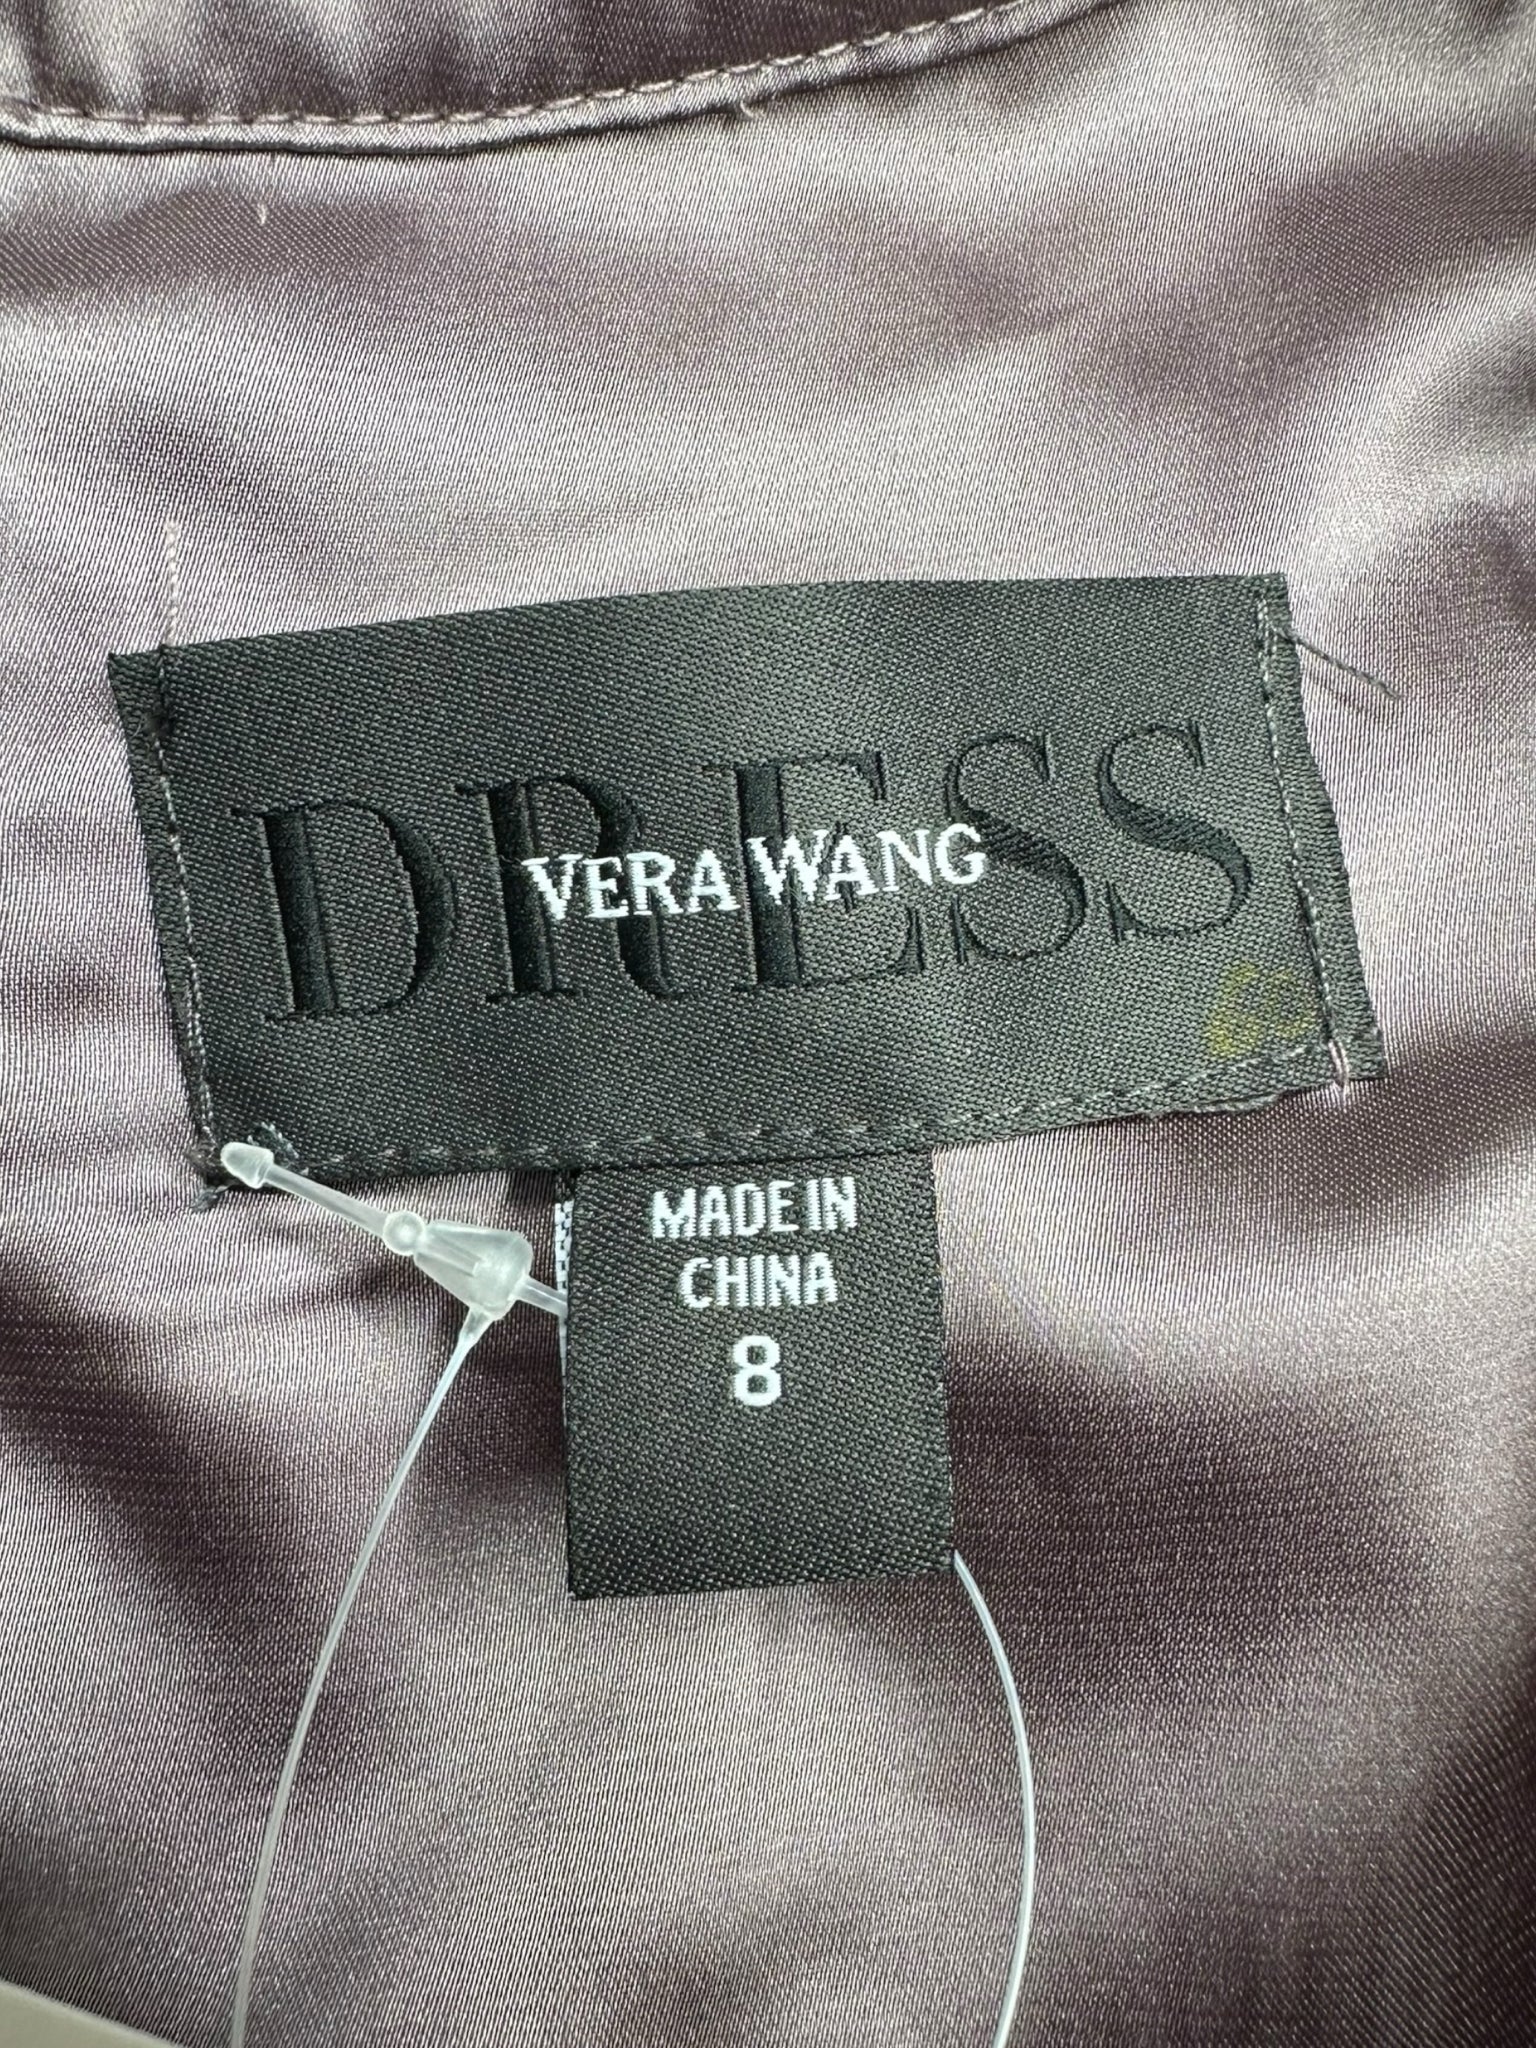 DRESS
VERA WANG
MADE IN
CHINA
8